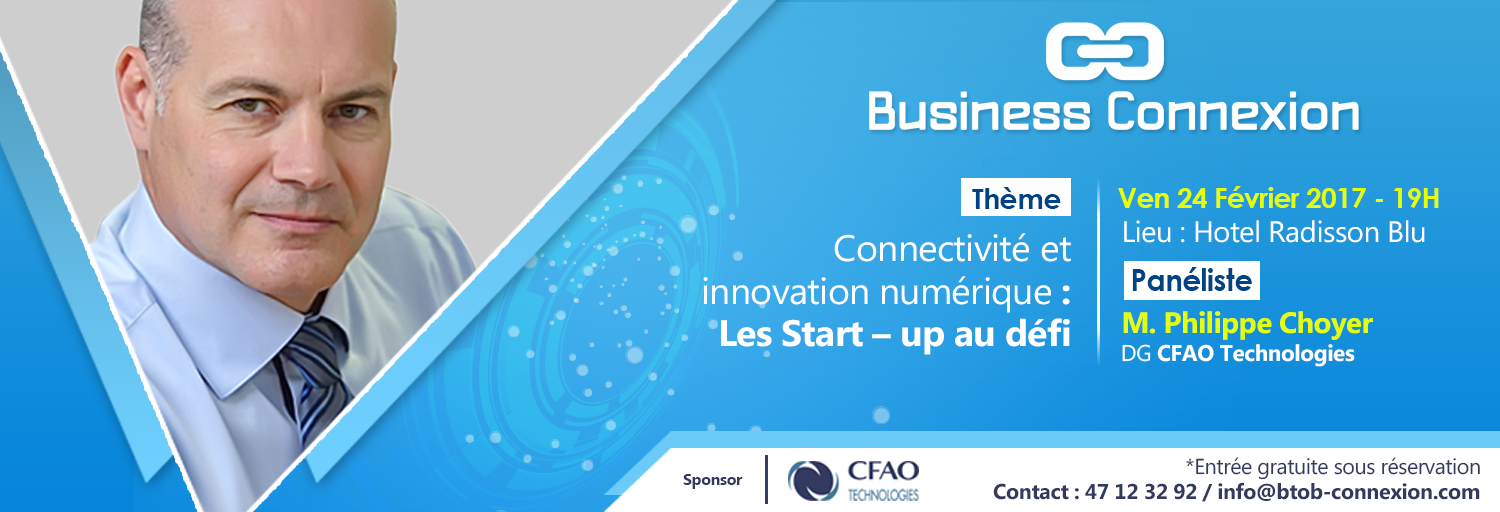 Business Connexion
Thème
Connectivité et
innovation numérique :
Les Start – up au défi
Ven 24 Février 2017 - 19H
Lieu : Hotel Radisson Blu
Panéliste
M. Philippe Choyer
DG CFAO Technologies
Sponsor
CFAO
TECHNOLOGIES
*Entrée gratuite sous réservation
Contact : 47 12 32 92 / info@btob-connexion.com